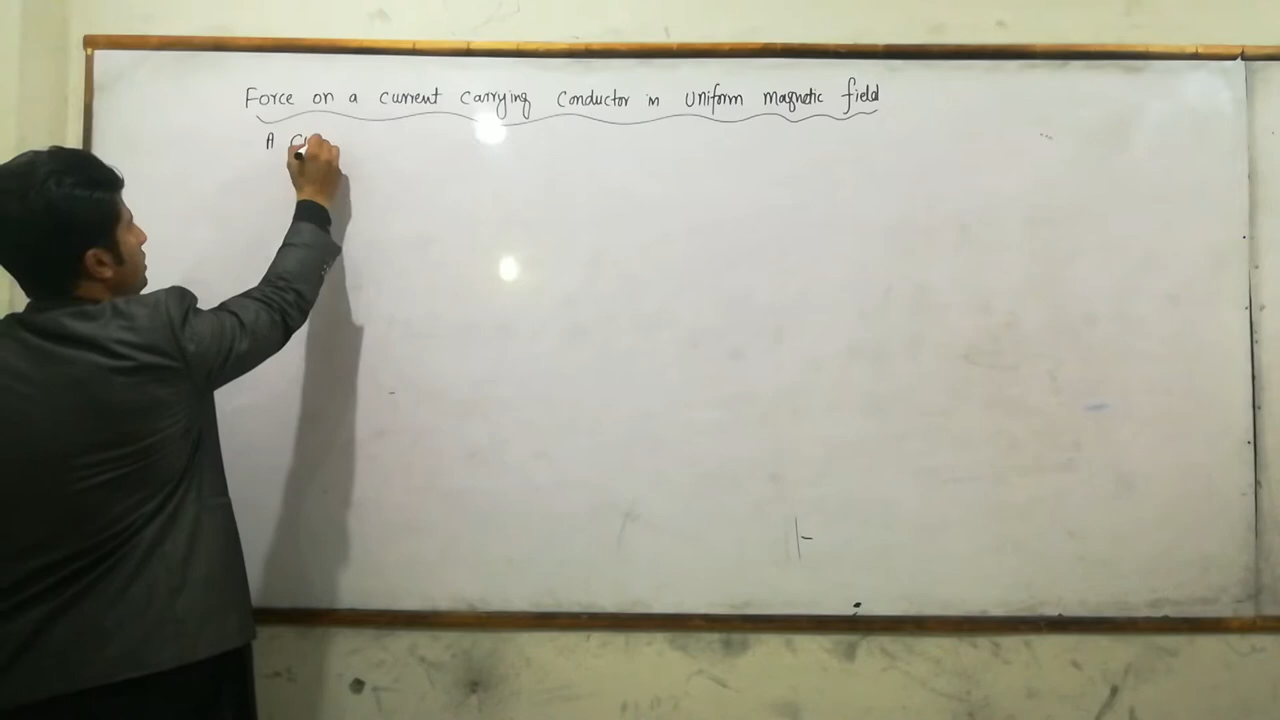 Force on a current carrying conductor in uniform magnetic field
A